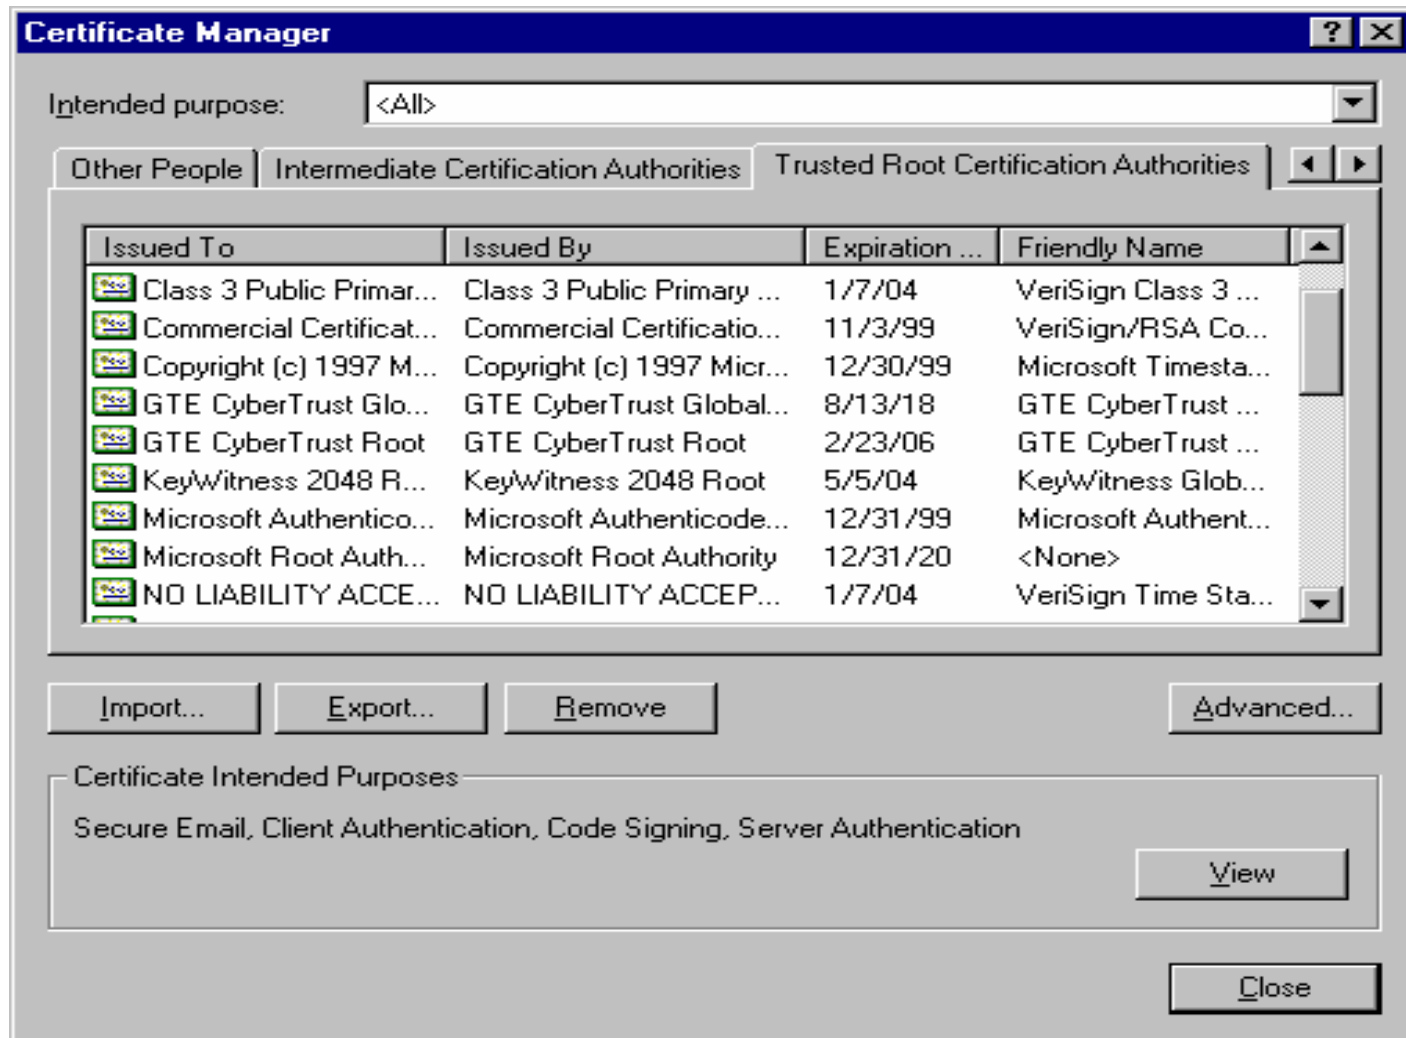 Certificate Manager
Intended purpose: <All>
Other People Intermediate Certification Authorities Trusted Root Certification Authorities
Issued To Issued By Expiration ... Friendly Name
Class 3 Public Primar... Class 3 Public Primary ... 1/7/04 VeriSign Class 3 ...
Commercial Certificat... Commercial Certificatio... 11/3/99 VeriSign/RSA Co...
Copyright (c) 1997 M... Copyright (c) 1997 Micr... 12/30/99 Microsoft Timesta...
GTE CyberTrust Glo... GTE CyberTrust Global... 8/13/18 GTE CyberTrust ...
GTE CyberTrust Root GTE CyberTrust Root 2/23/06 GTE CyberTrust ...
KeyWitness 2048 R... KeyWitness 2048 Root 5/5/04 KeyWitness Glob...
Microsoft Authentico... Microsoft Authenticode... 12/31/99 Microsoft Authent...
Microsoft Root Auth... Microsoft Root Authority 12/31/20 <None>
NO LIABILITY ACCE... NO LIABILITY ACCEP... 1/7/04 VeriSign Time Sta...
Import... Export... Remove Advanced...
Certificate Intended Purposes
Secure Email, Client Authentication, Code Signing, Server Authentication
View
Close